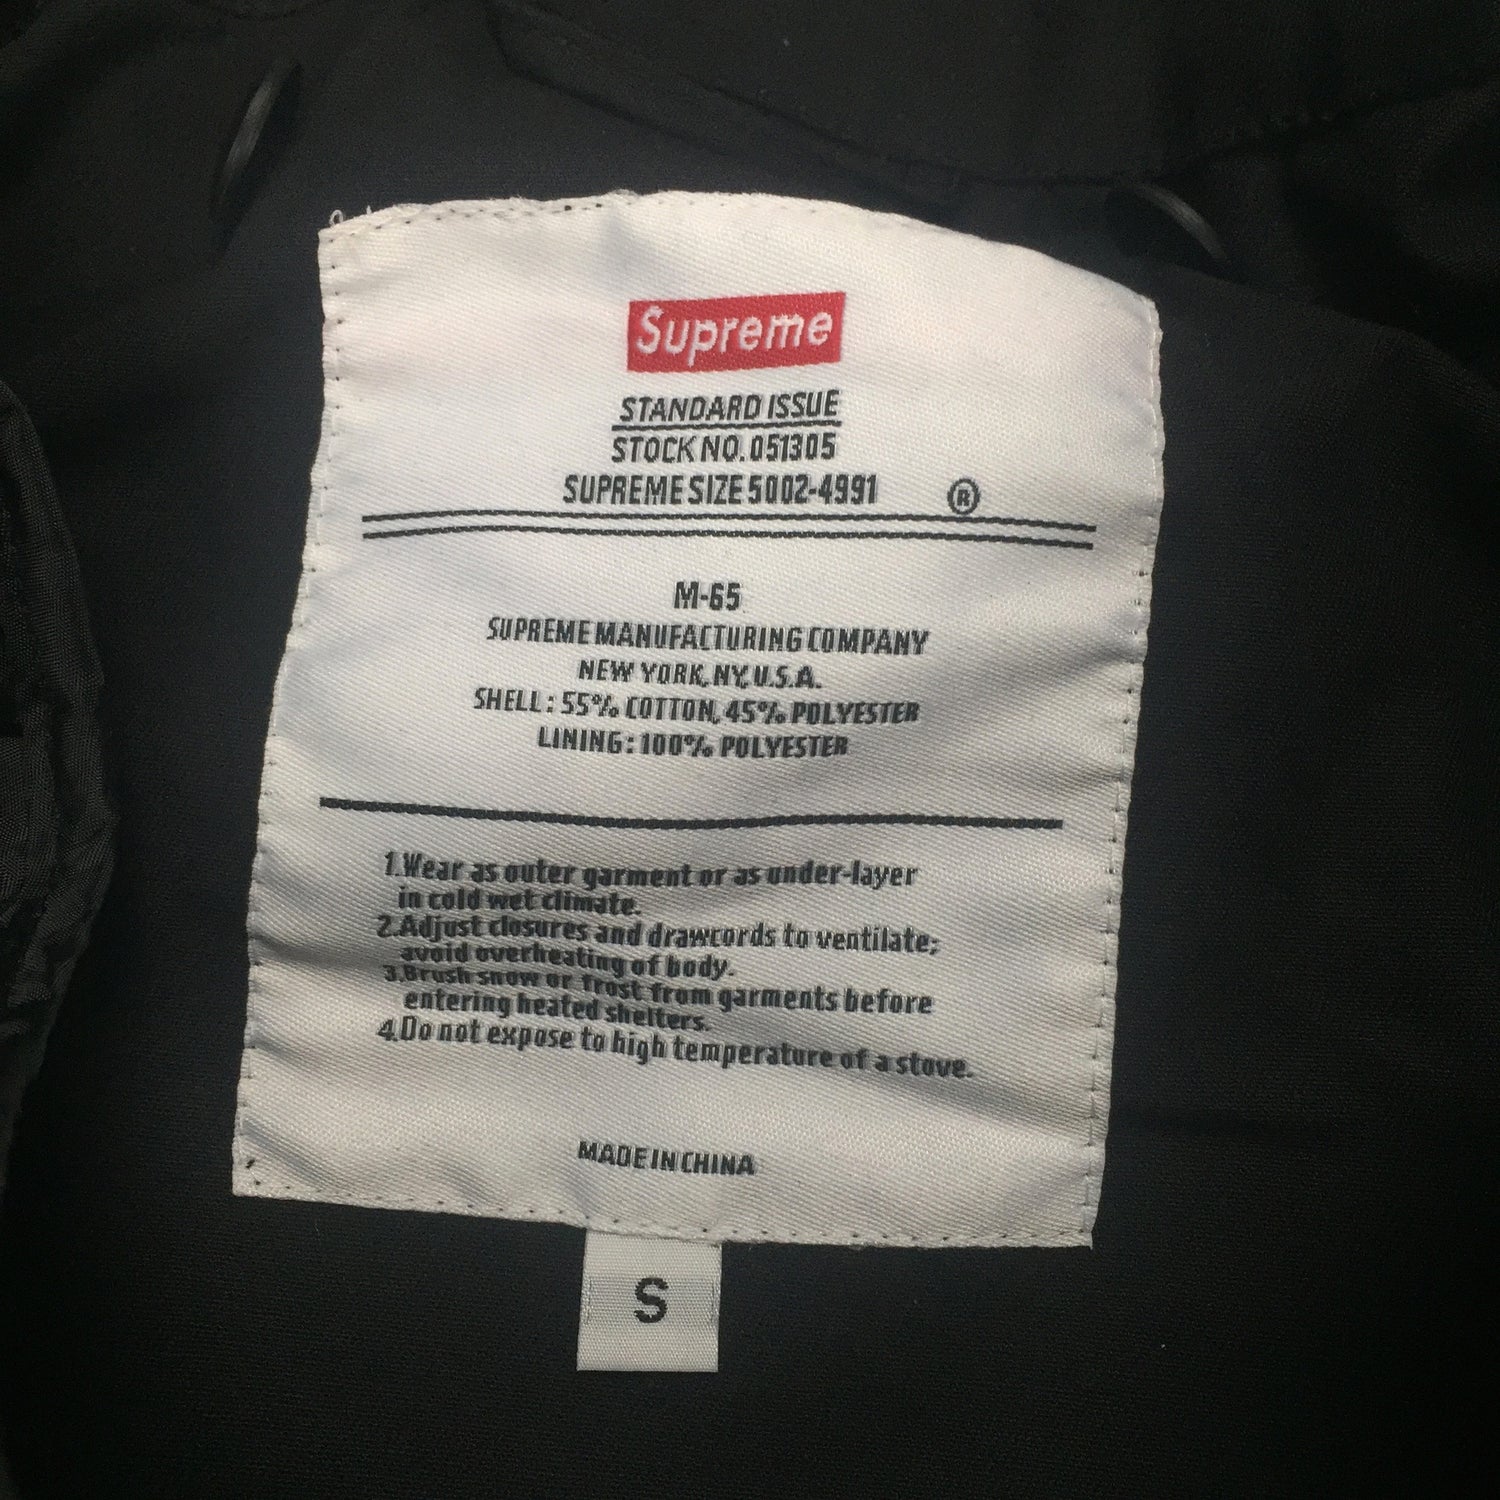 Supreme
STANDARD ISSUE
STOCK NO. 051305
SUPREME SIZE 5002-4991 ®
M-65
SUPREME MANUFACTURING COMPANY
NEW YORK, NY, U.S.A.
SHELL : 55% COTTON, 45% POLYESTER
LINING : 100% POLYESTER
1.Wear as outer garment or as under-layer
in cold wet climate.
2.Adjust closures and drawcords to ventilate;
avoid overheating of body.
3.Brush snow or frost from garments before
entering heated shelters.
4.Do not expose to high temperature of a stove.
MADE IN CHINA
S